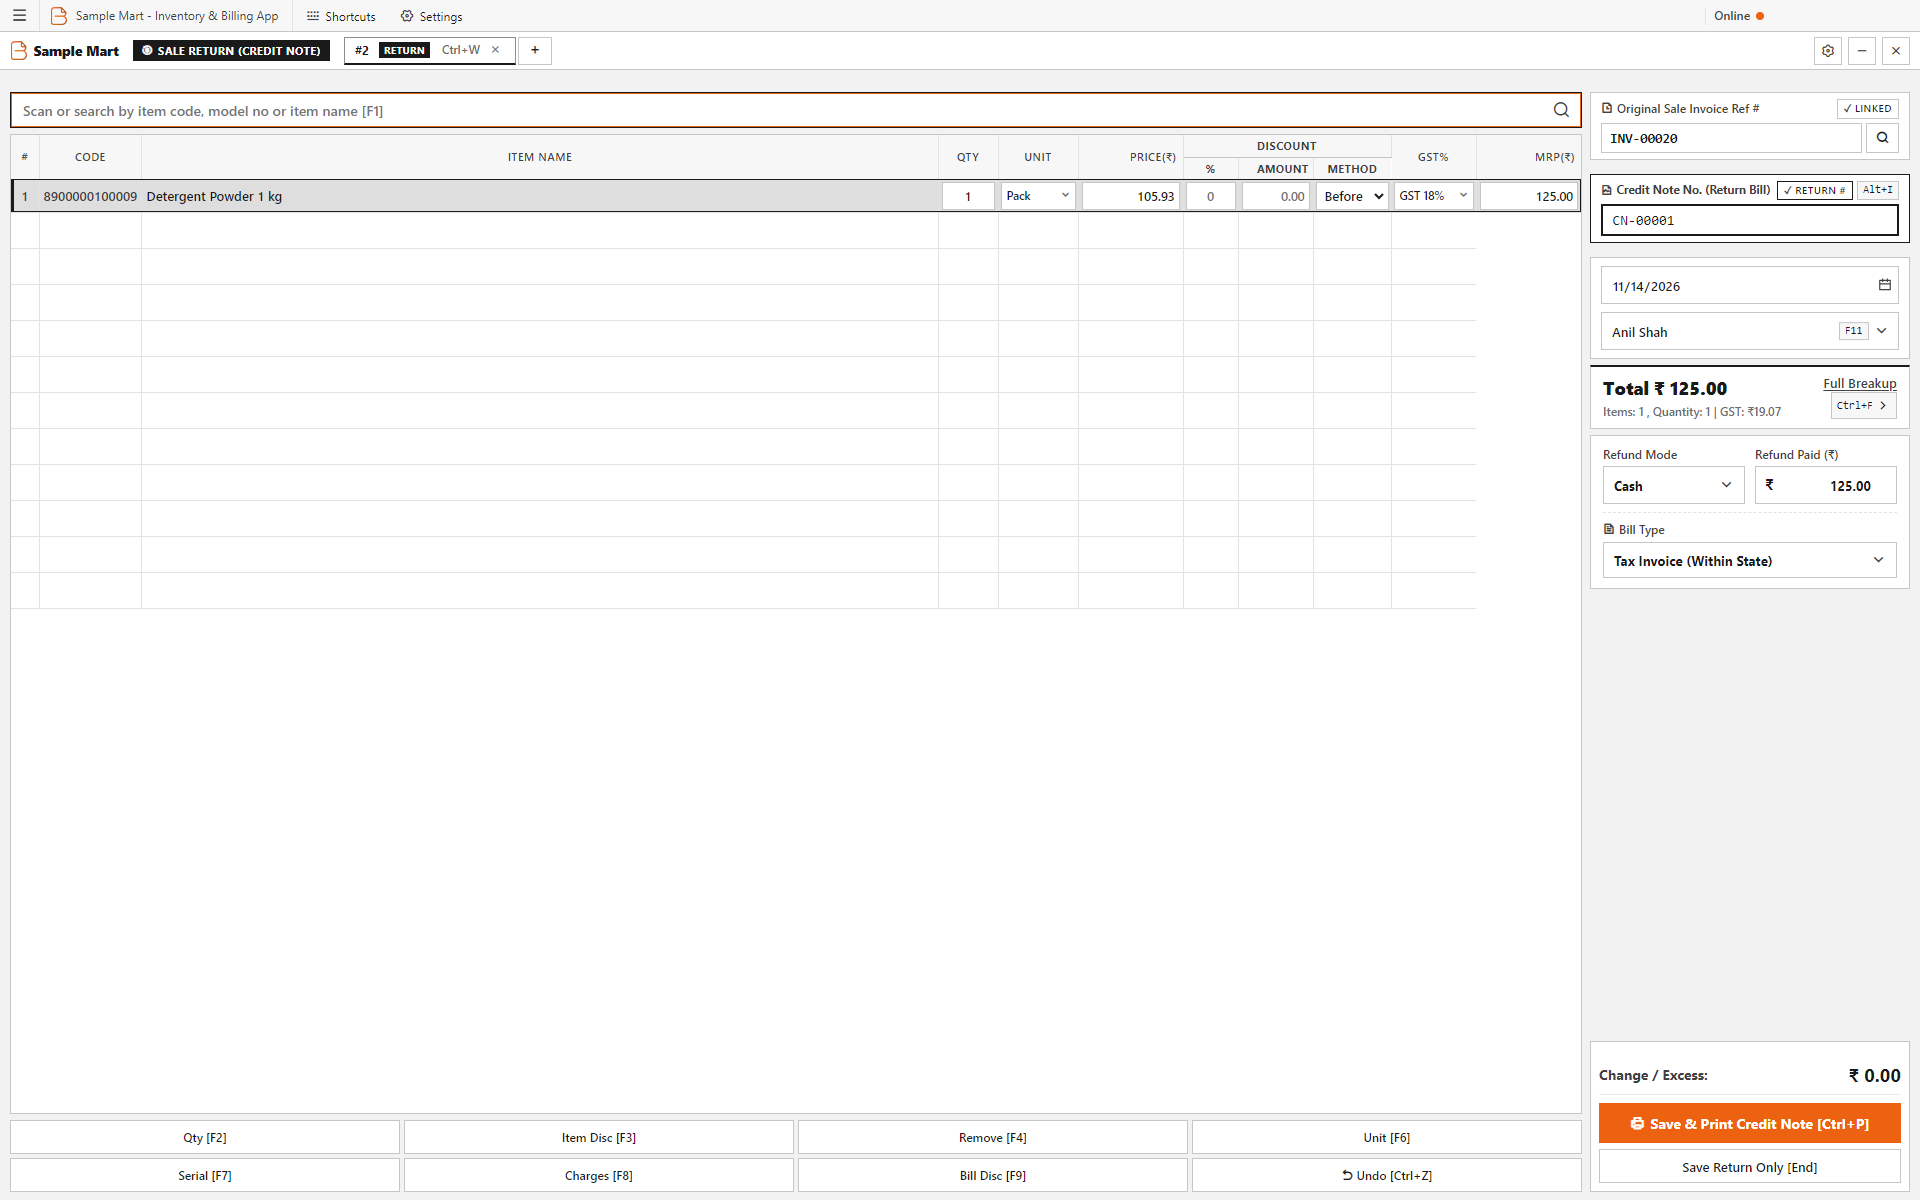 Sample Mart - Inventory & Billing App
Shortcuts
Settings
Online
Sample Mart
SALE RETURN (CREDIT NOTE)
#2 RETURN Ctrl+W ×
+
Scan or search by item code, model no or item name [F1]
# CODE ITEM NAME QTY UNIT PRICE(₹) DISCOUNT GST% MRP(₹)
% AMOUNT METHOD
1 8900000100009 Detergent Powder 1 kg 1 Pack 105.93 0 0.00 Before GST 18% 125.00
Original Sale Invoice Ref # ✓ LINKED
INV-00020
Credit Note No. (Return Bill) ✓ RETURN # Alt+I
CN-00001
11/14/2026
Anil Shah F11
Total ₹ 125.00 Full Breakup
Items: 1 , Quantity: 1 | GST: ₹19.07 Ctrl+F
Refund Mode Refund Paid (₹)
Cash ₹ 125.00
Bill Type
Tax Invoice (Within State)
Change / Excess: ₹ 0.00
Save & Print Credit Note [Ctrl+P]
Save Return Only [End]
Qty [F2] Item Disc [F3] Remove [F4] Unit [F6]
Serial [F7] Charges [F8] Bill Disc [F9] Undo [Ctrl+Z]